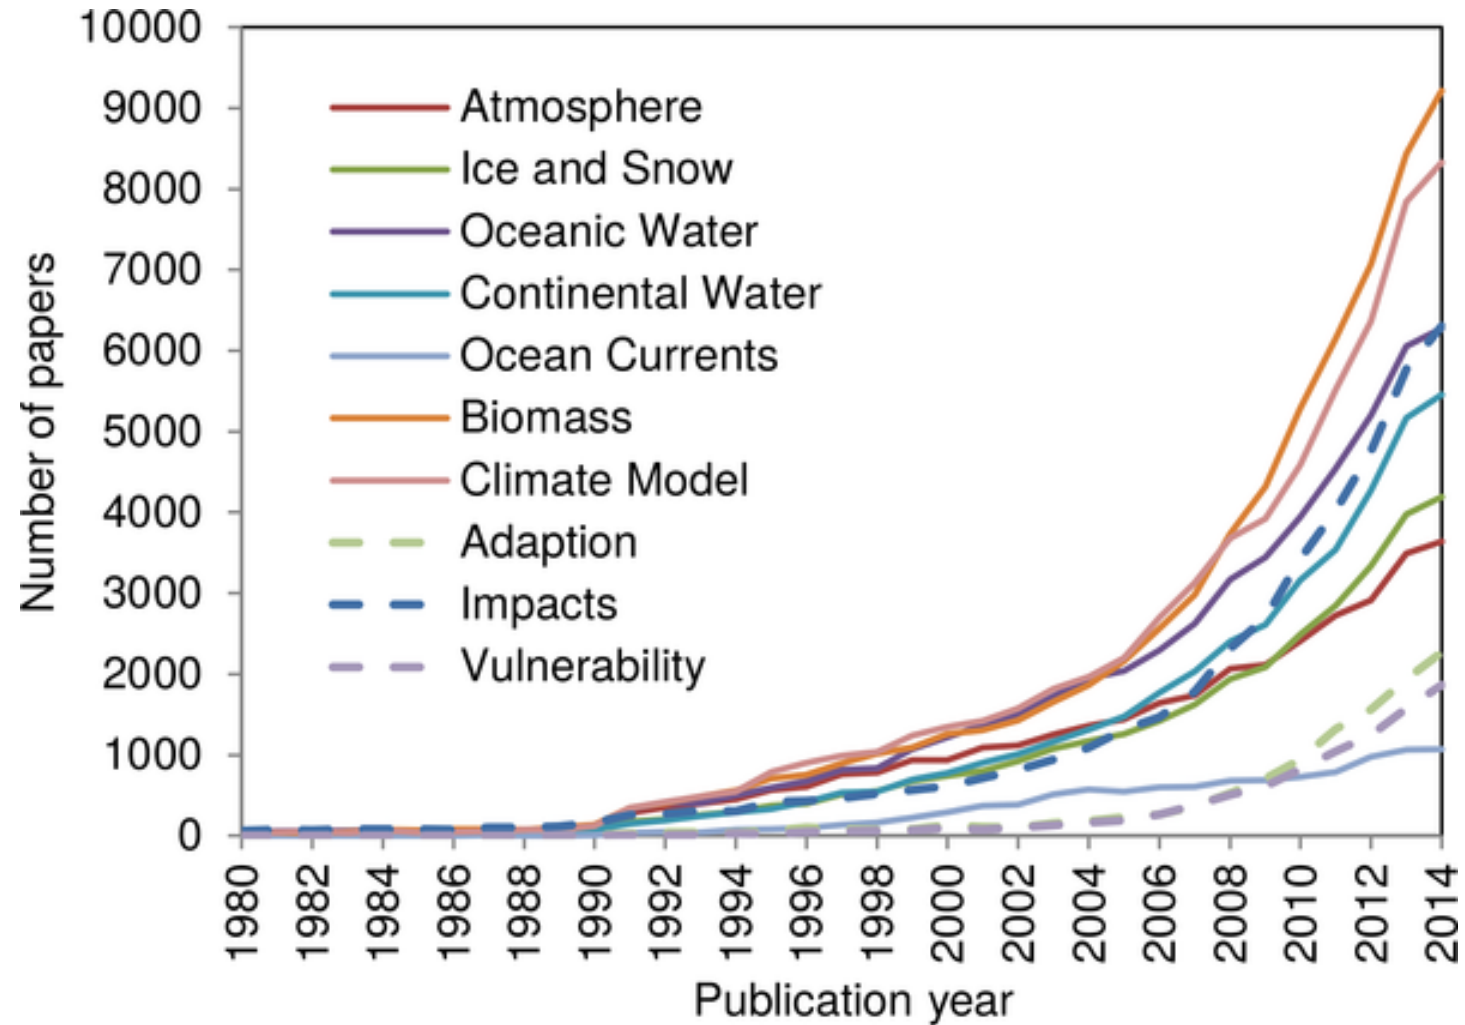 10000
9000
8000
7000
6000
5000
4000
3000
2000
1000
0
Number of papers
Atmosphere
Ice and Snow
Oceanic Water
Continental Water
Ocean Currents
Biomass
Climate Model
Adaption
Impacts
Vulnerability
1980
1982
1984
1986
1988
1990
1992
1994
1996
1998
2000
2002
2004
2006
2008
2010
2012
2014
Publication year